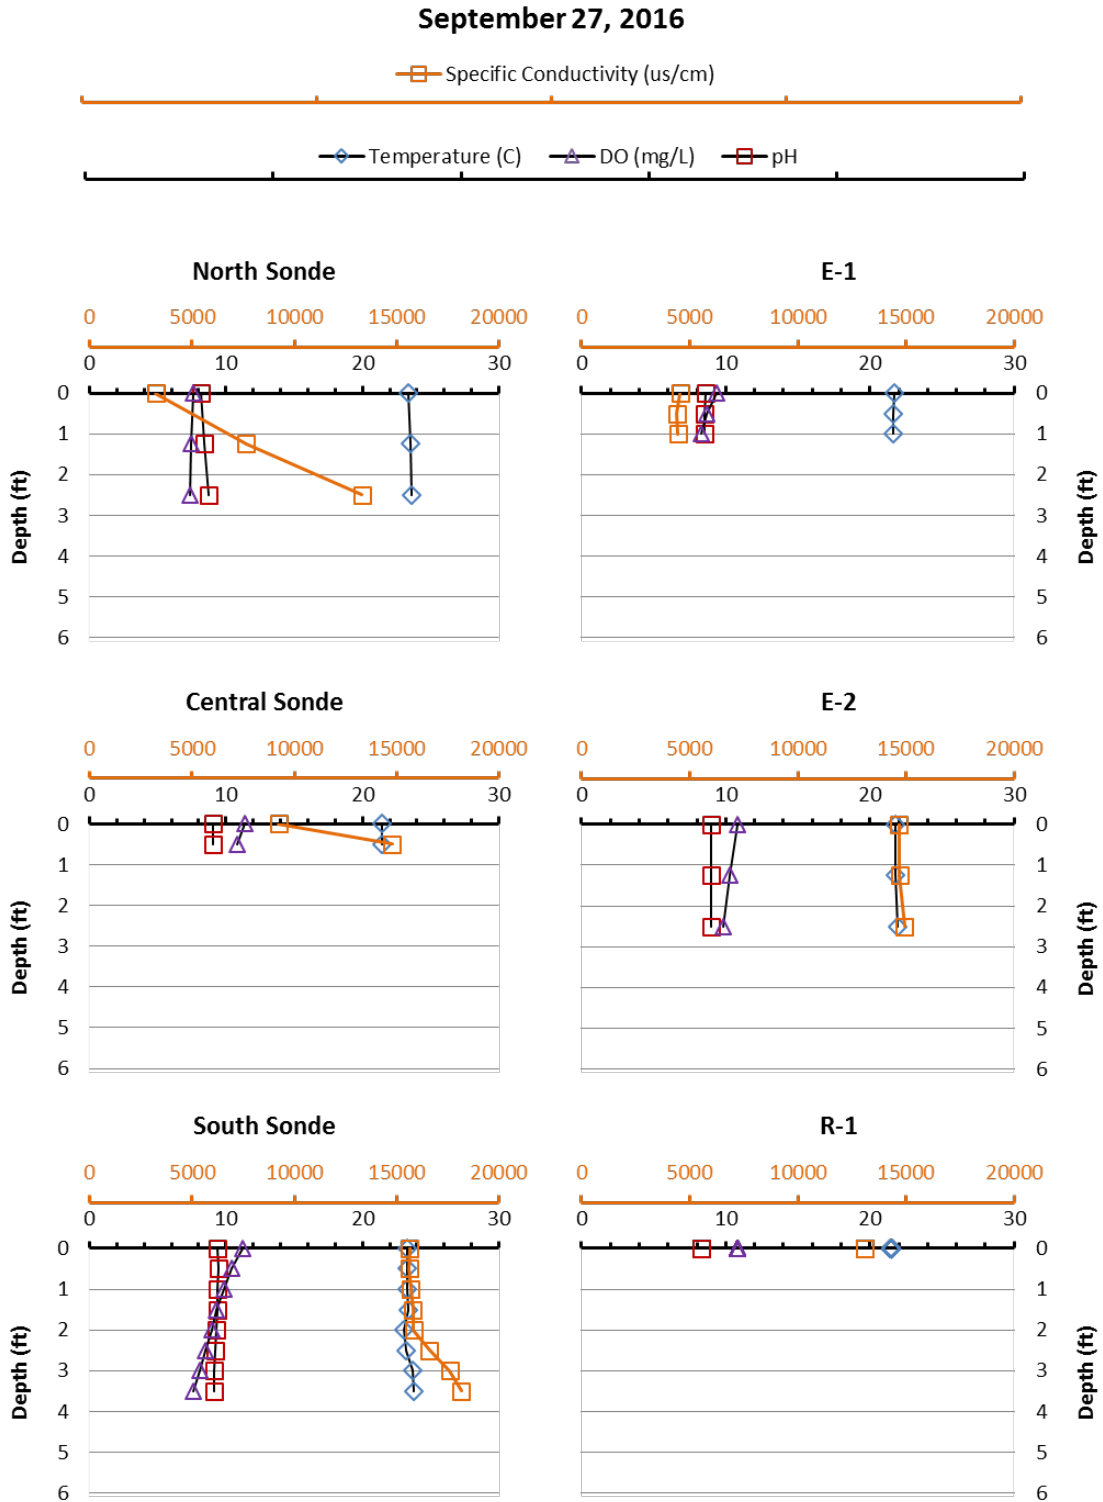 September 27, 2016
Specific Conductivity (us/cm)
Temperature (C) DO (mg/L) pH
North Sonde
0 5000 10000 15000 20000
0 10 20 30
0
1
2
3
4
5
6
Depth (ft)
E-1
0 5000 10000 15000 20000
0 10 20 30
0
1
2
3
4
5
6
Depth (ft)
Central Sonde
0 5000 10000 15000 20000
0 10 20 30
0
1
2
3
4
5
6
Depth (ft)
E-2
0 5000 10000 15000 20000
0 10 20 30
0
1
2
3
4
5
6
Depth (ft)
South Sonde
0 5000 10000 15000 20000
0 10 20 30
0
1
2
3
4
5
6
Depth (ft)
R-1
0 5000 10000 15000 20000
0 10 20 30
0
1
2
3
4
5
6
Depth (ft)